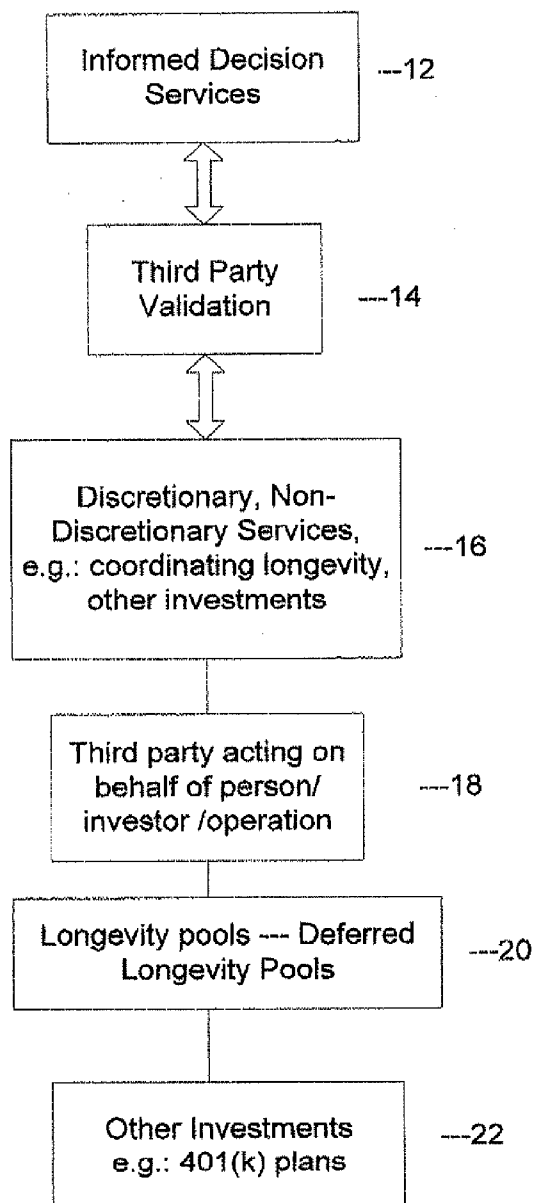 Informed Decision
Services
---12
Third Party
Validation
---14
Discretionary, Non-
Discretionary Services,
e.g.: coordinating longevity,
other investments
---16
Third party acting on
behalf of person/
investor /operation
---18
Longevity pools --- Deferred
Longevity Pools
---20
Other Investments
e.g.: 401(k) plans
---22